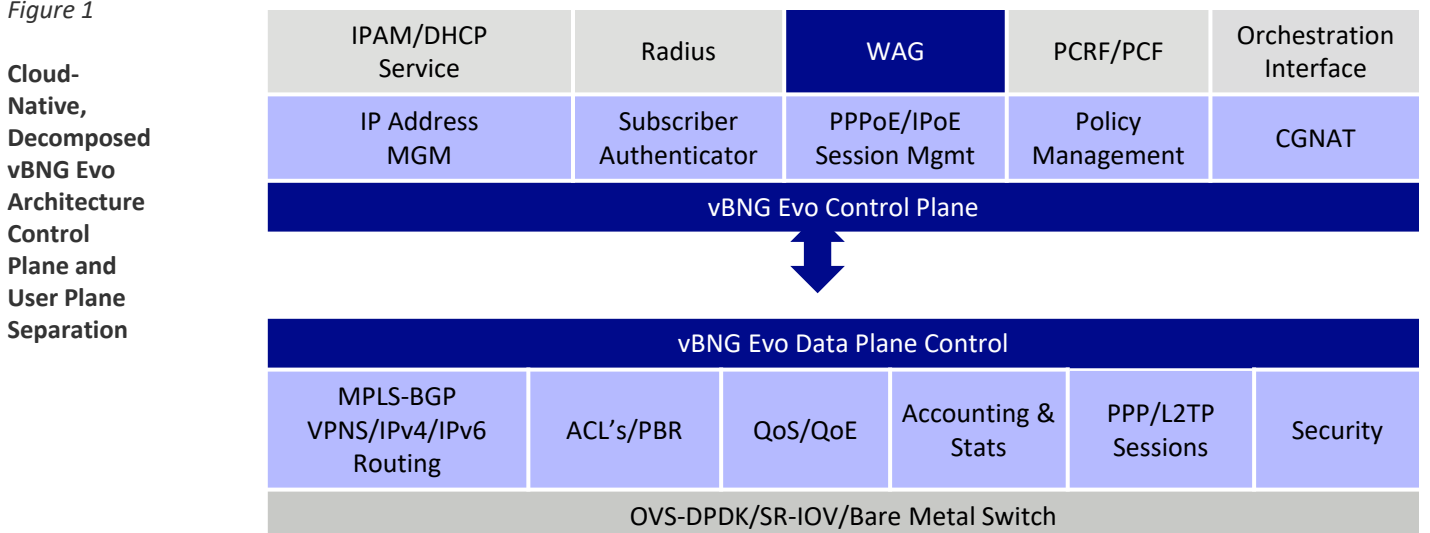 Figure 1
Cloud-
Native,
Decomposed
vBNG Evo
Architecture
Control
Plane and
User Plane
Separation
IPAM/DHCP
Service
Radius
WAG
PCRF/PCF
Orchestration
Interface
IP Address
MGM
Subscriber
Authenticator
PPPoE/IPoE
Session Mgmt
Policy
Management
CGNAT
vBNG Evo Control Plane
vBNG Evo Data Plane Control
MPLS-BGP
VPNS/IPv4/IPv6
Routing
ACL’s/PBR
QoS/QoE
Accounting &
Stats
PPP/L2TP
Sessions
Security
OVS-DPDK/SR-IOV/Bare Metal Switch